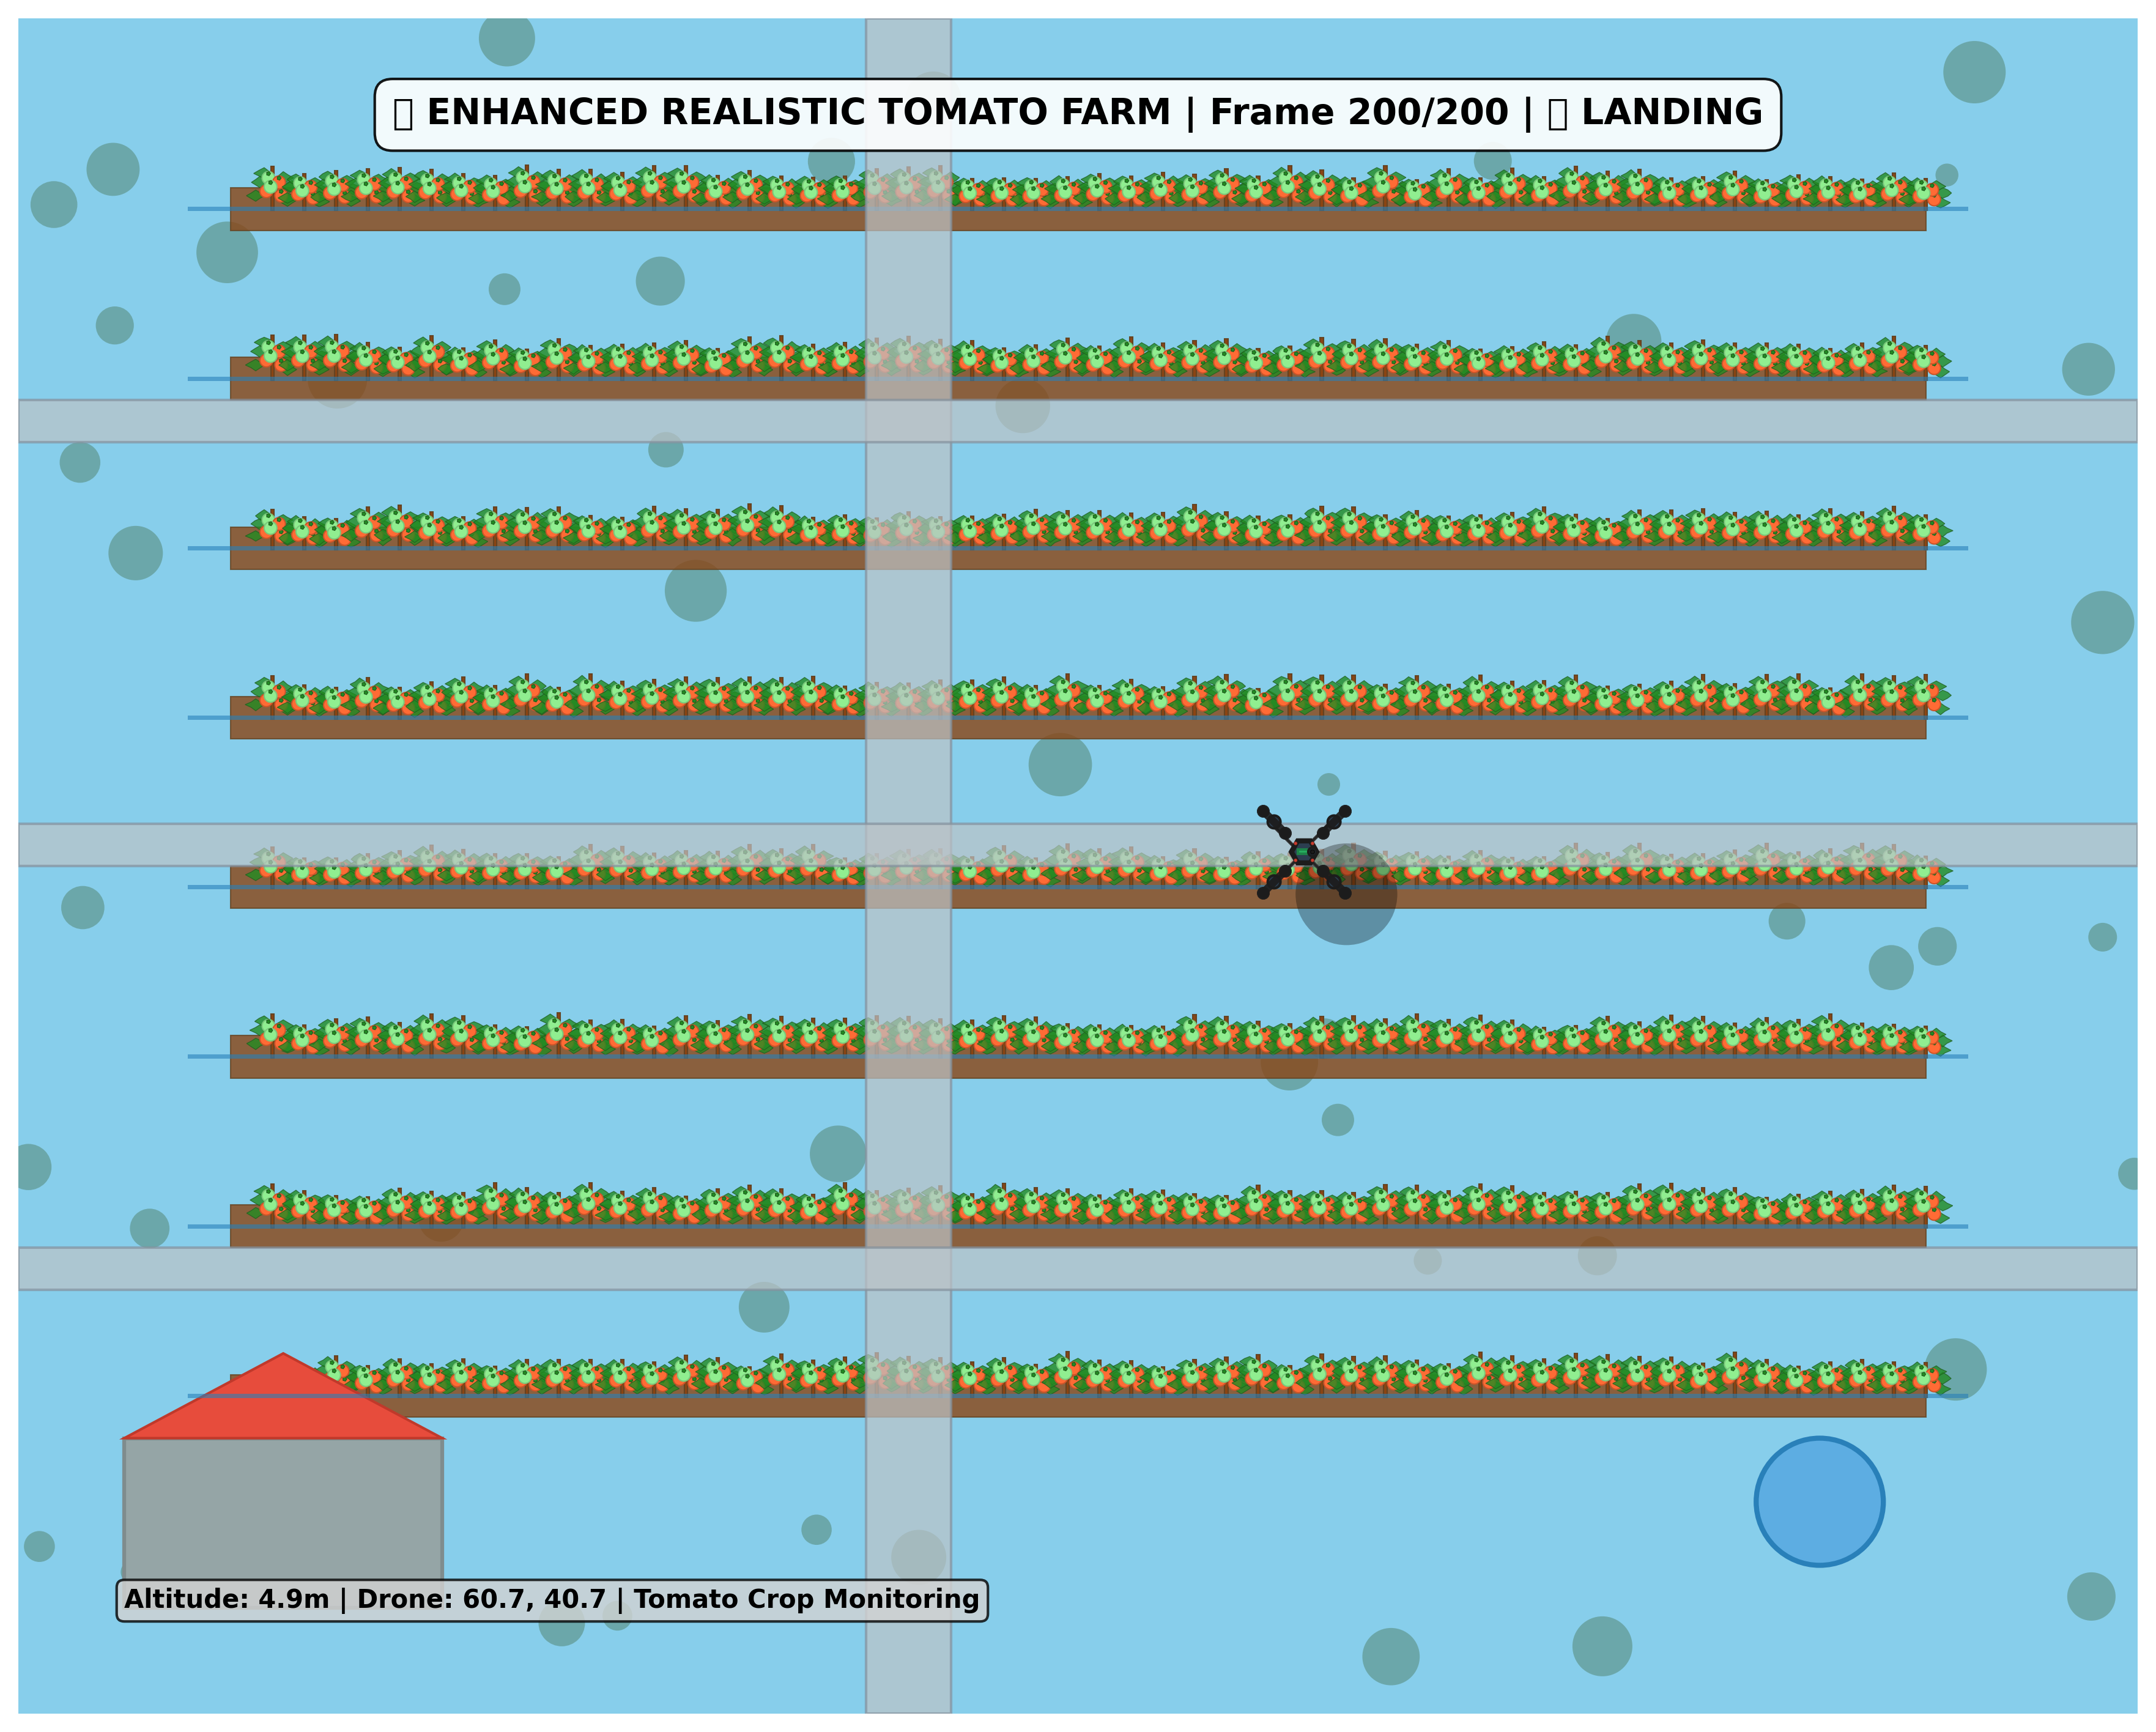 ▯ ENHANCED REALISTIC TOMATO FARM | Frame 200/200 | ▯ LANDING
Altitude: 4.9m | Drone: 60.7, 40.7 | Tomato Crop Monitoring